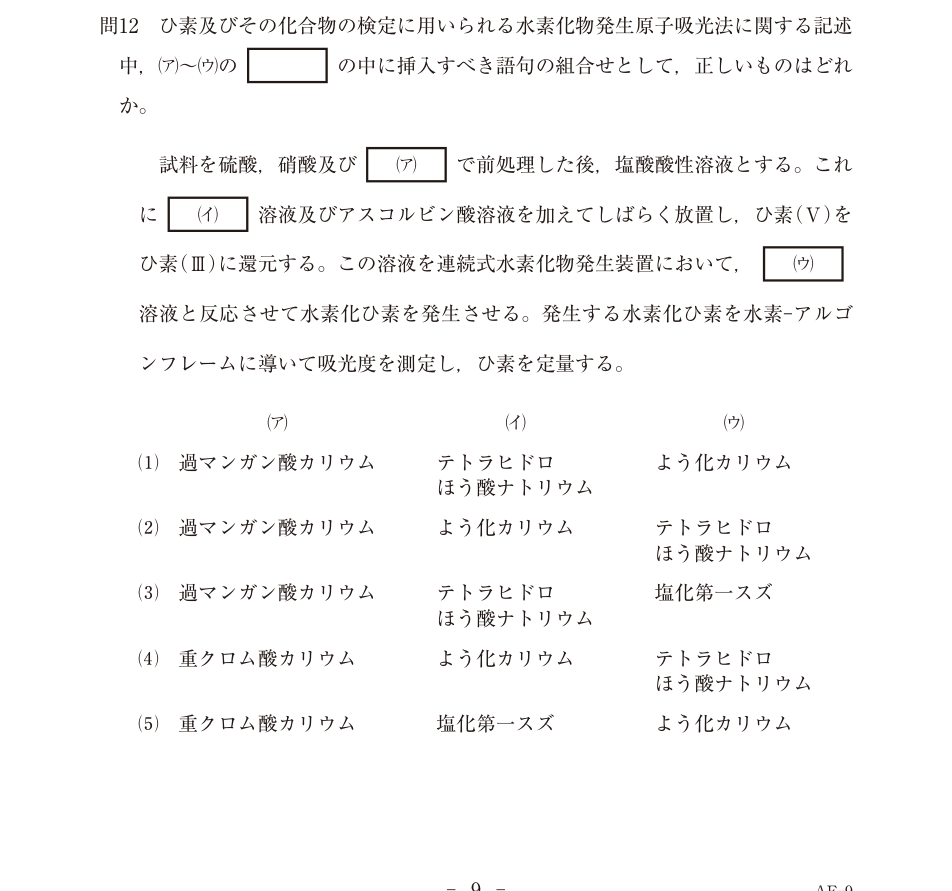 問12　ひ素及びその化合物の検定に用いられる水素化物発生原子吸光法に関する記述
中，㋐～㋒の　　　の中に挿入すべき語句の組合せとして，正しいものはどれ
か。
試料を硫酸，硝酸及び　(ア)　で前処理した後，塩酸酸性溶液とする。これ
に　(イ)　溶液及びアスコルビン酸溶液を加えてしばらく放置し，ひ素(Ⅴ)を
ひ素(Ⅲ)に還元する。この溶液を連続式水素化物発生装置において，　(ウ)
溶液と反応させて水素化ひ素を発生させる。発生する水素化ひ素を水素−アルゴ
ンフレームに導いて吸光度を測定し，ひ素を定量する。
(ア)　(イ)　(ウ)
(1)　過マンガン酸カリウム　テトラヒドロ　よう化カリウム
ほう酸ナトリウム
(2)　過マンガン酸カリウム　よう化カリウム　テトラヒドロ
ほう酸ナトリウム
(3)　過マンガン酸カリウム　テトラヒドロ　塩化第一スズ
ほう酸ナトリウム
(4)　重クロム酸カリウム　よう化カリウム　テトラヒドロ
ほう酸ナトリウム
(5)　重クロム酸カリウム　塩化第一スズ　よう化カリウム
− 9 −